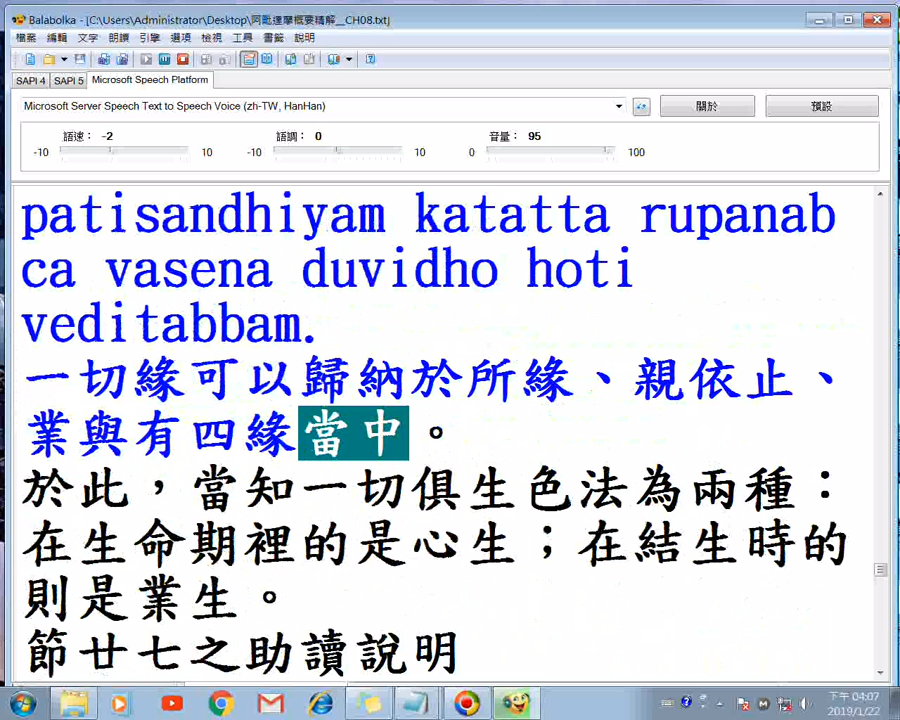 Balabolka - [C:\Users\Administrator\Desktop\阿毗達摩概要精解__CH08.txt]
檔案 編輯 文字 朗讀 引擎 選項 檢視 工具 書籤 說明
SAPI 4 SAPI 5 Microsoft Speech Platform
Microsoft Server Speech Text to Speech Voice (zh-TW, HanHan) 關於 預設
語速： -2 語調： 0 音量： 95
-10 10 -10 10 0 100
patisandhiyam katatta rupanab
ca vasena duvidho hoti
veditabbam.
一切緣可以歸納於所緣、親依止、
業與有四緣當中。
於此，當知一切俱生色法為兩種：
在生命期裡的是心生；在結生時的
則是業生。
節廿七之助讀說明
下午 04:07
2019/1/22